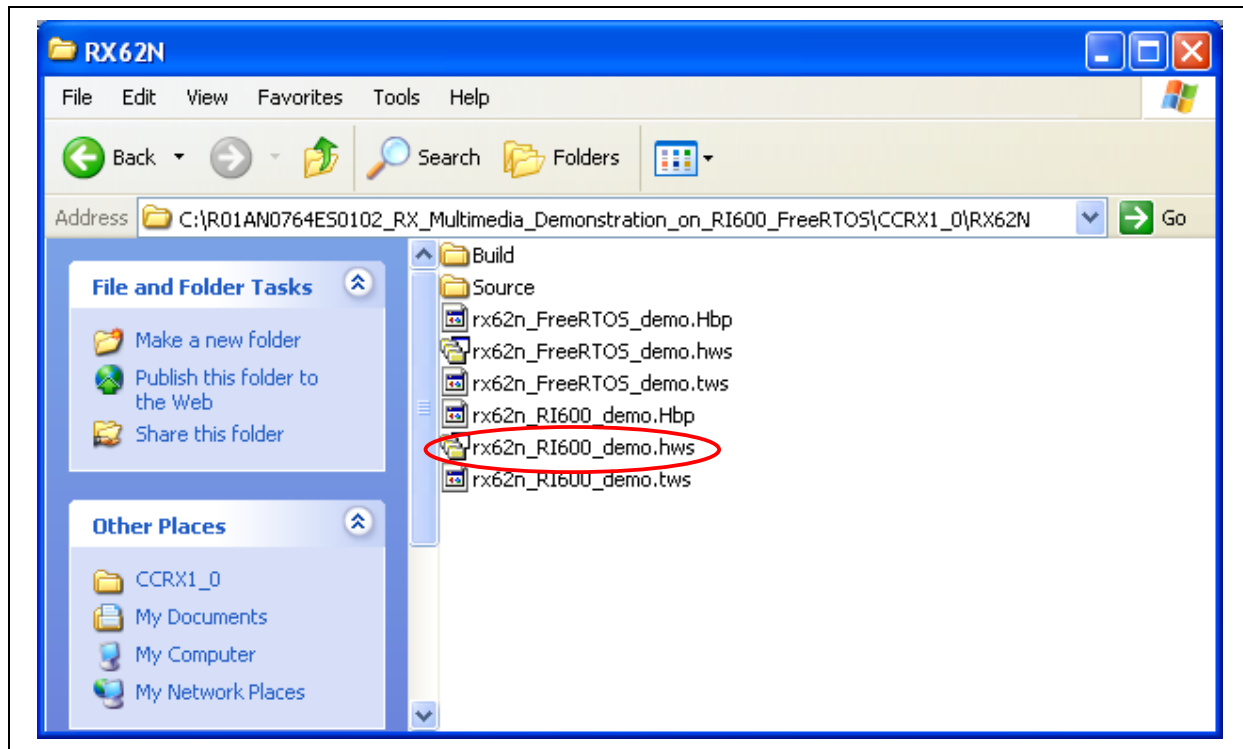 RX62N
File Edit View Favorites Tools Help
Back Search Folders
Address C:\R01AN0764ES0102_RX_Multimedia_Demonstration_on_RI600_FreeRTOS\CCRX1_0\RX62N Go
File and Folder Tasks
Make a new folder
Publish this folder to
the Web
Share this folder
Other Places
CCRX1_0
My Documents
My Computer
My Network Places
Build
Source
rx62n_FreeRTOS_demo.Hbp
rx62n_FreeRTOS_demo.hws
rx62n_FreeRTOS_demo.tws
rx62n_RI600_demo.Hbp
rx62n_RI600_demo.hws
rx62n_RI600_demo.tws